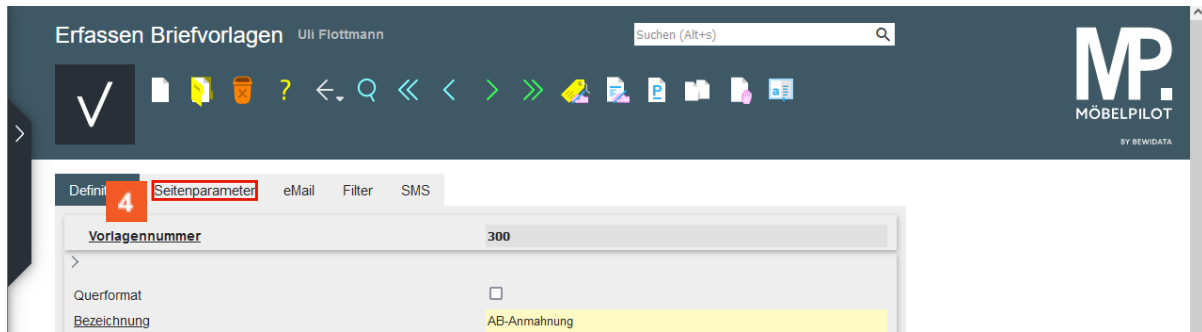 Erfassen Briefvorlagen Uli Flottmann
Suchen (Alt+s)
MP.
MÖBELPILOT
BY BEWIDATA
Seitenparameter eMail Filter SMS
4
Vorlagennummer 300
Querformat
Bezeichnung AB-Anmahnung